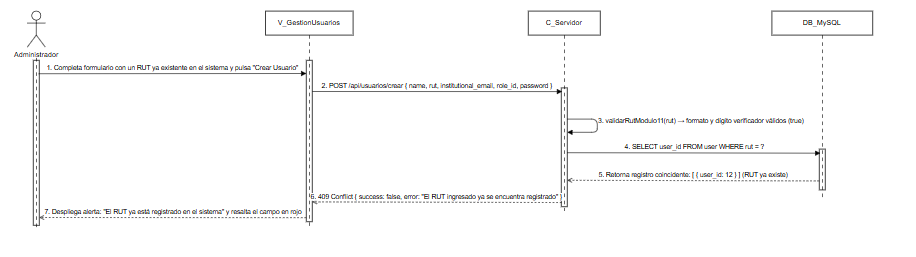 V_GestionUsuarios
C_Servidor
DB_MySQL
Administrador
1. Completa formulario con un RUT ya existente en el sistema y pulsa "Crear Usuario"
2. POST /api/usuarios/crear { name, rut, institutional_email, role_id, password }
3. validarRutModulo11(rut) → formato y dígito verificador válidos (true)
4. SELECT user_id FROM user WHERE rut = ?
5. Retorna registro coincidente: [ { user_id: 12 } ] (RUT ya existe)
6. 409 Conflict { success: false, error: "El RUT ingresado ya se encuentra registrado" }
7. Despliega alerta: "El RUT ya está registrado en el sistema" y resalta el campo en rojo